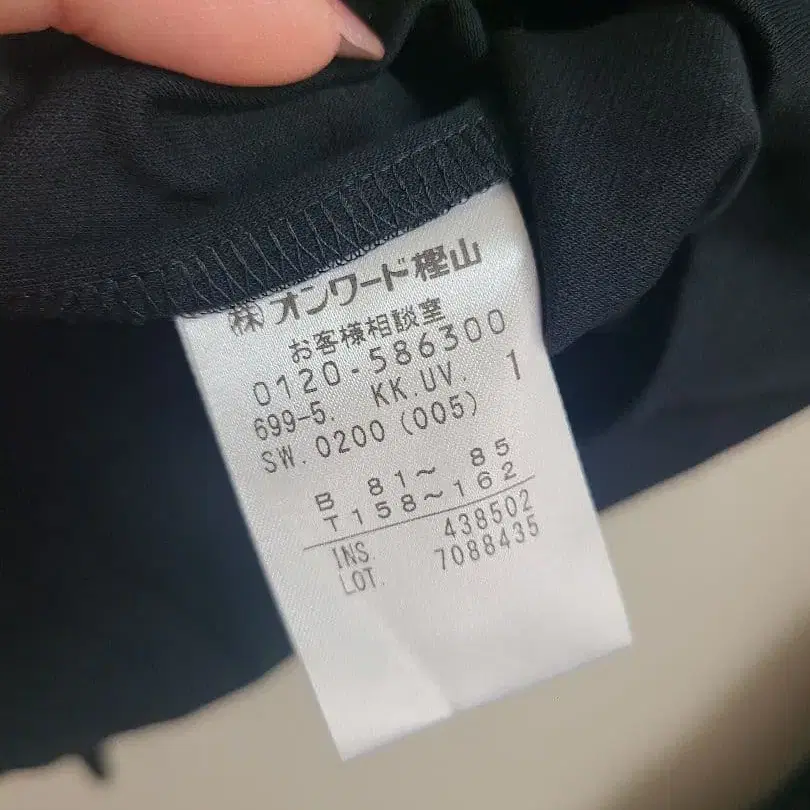 ㈱オンワード樫山
お客様相談室
0120-586300
699-5. KK.UV. 1
SW.0200(005)
B 81～ 85
T158～162
INS. 438502
LOT. 7088435